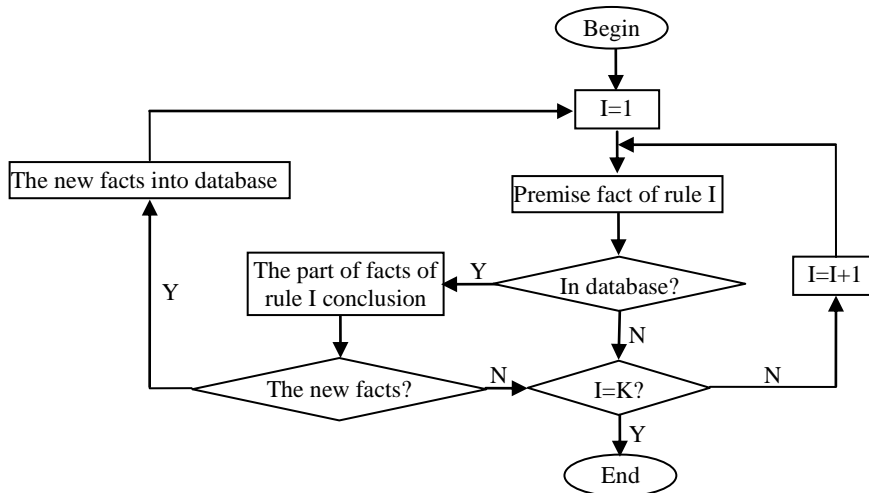 Begin
I=1
The new facts into database
Premise fact of rule I
The part of facts of
rule I conclusion
Y
In database?
I=I+1
Y
N
The new facts?
N
I=K?
N
Y
End